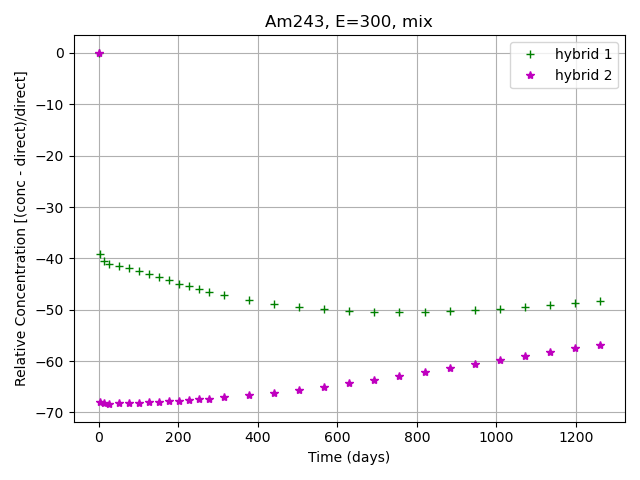 Am243, E=300, mix
hybrid 1
hybrid 2
Relative Concentration [(conc - direct)/direct]
0
−10
−20
−30
−40
−50
−60
−70
0 200 400 600 800 1000 1200
Time (days)